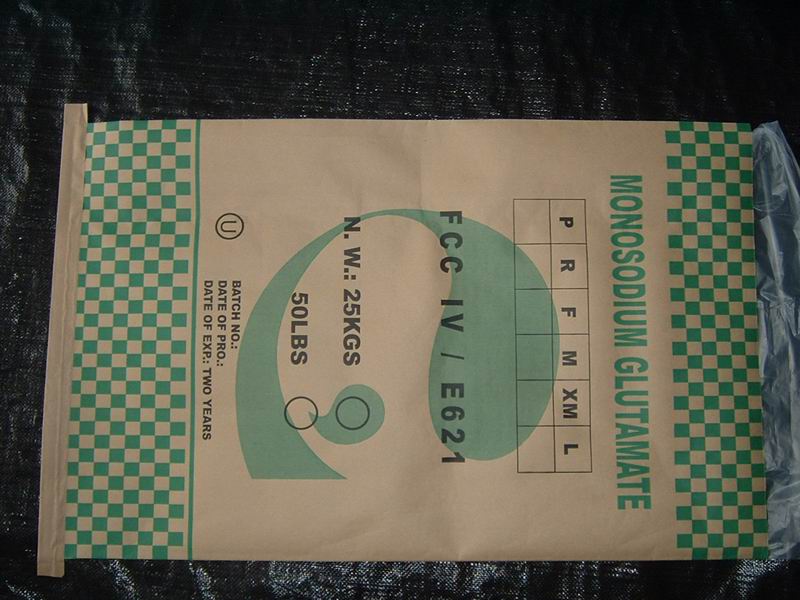 MONOSODIUM GLUTAMATE
P R F M XM L
FCC IV / E621
N. W.: 25KGS
50LBS
U
BATCH NO.:
DATE OF PRO.:
DATE OF EXP.: TWO YEARS